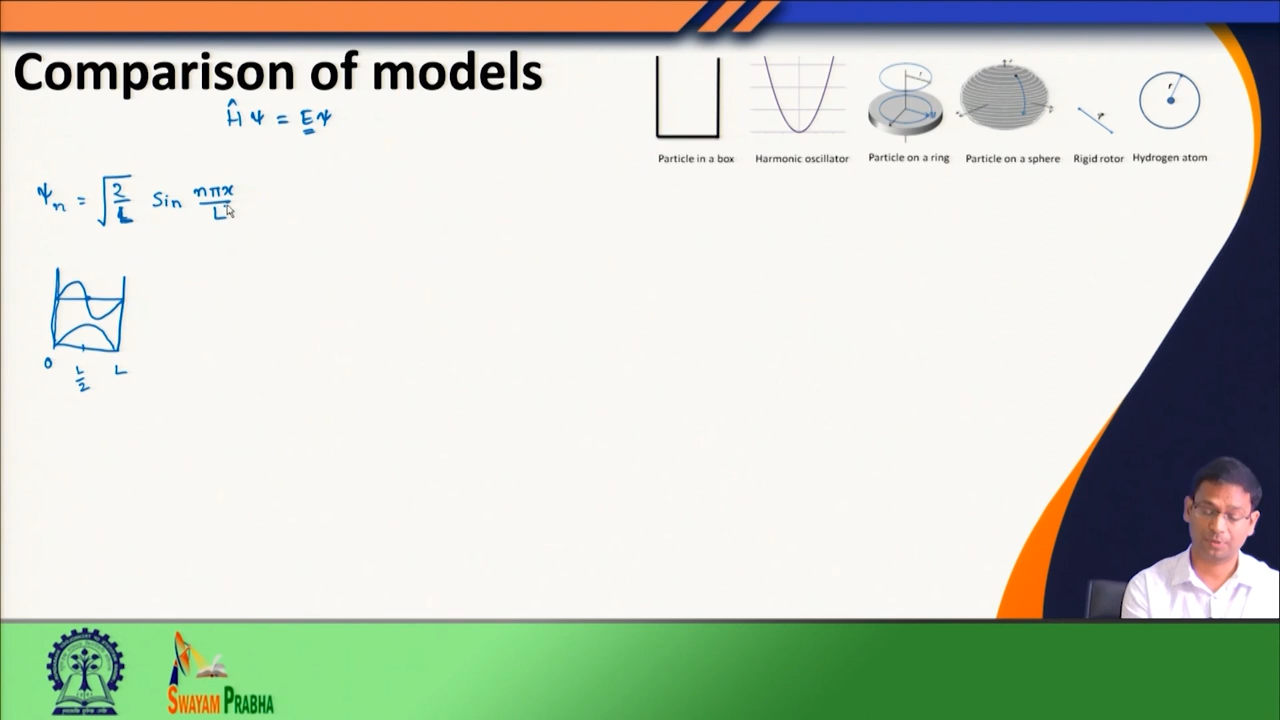 Comparison of models
Ĥ Ψ = EΨ
Ψn = √2/L Sin nπx/L
0 L/2 L
Particle in a box Harmonic oscillator Particle on a ring Particle on a sphere Rigid rotor Hydrogen atom
SWAYAM PRABHA